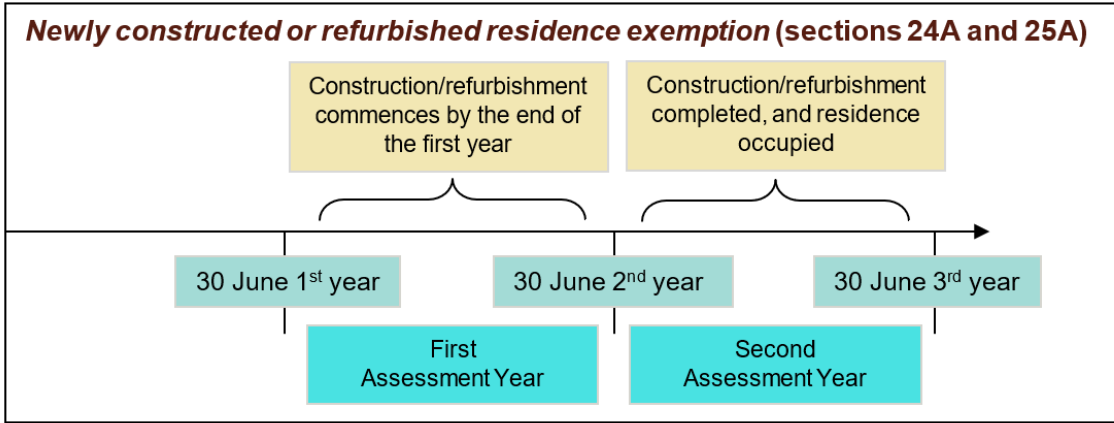 Newly constructed or refurbished residence exemption (sections 24A and 25A)
Construction/refurbishment
commences by the end of
the first year
Construction/refurbishment
completed, and residence
occupied
30 June 1st year
30 June 2nd year
30 June 3rd year
First
Assessment Year
Second
Assessment Year